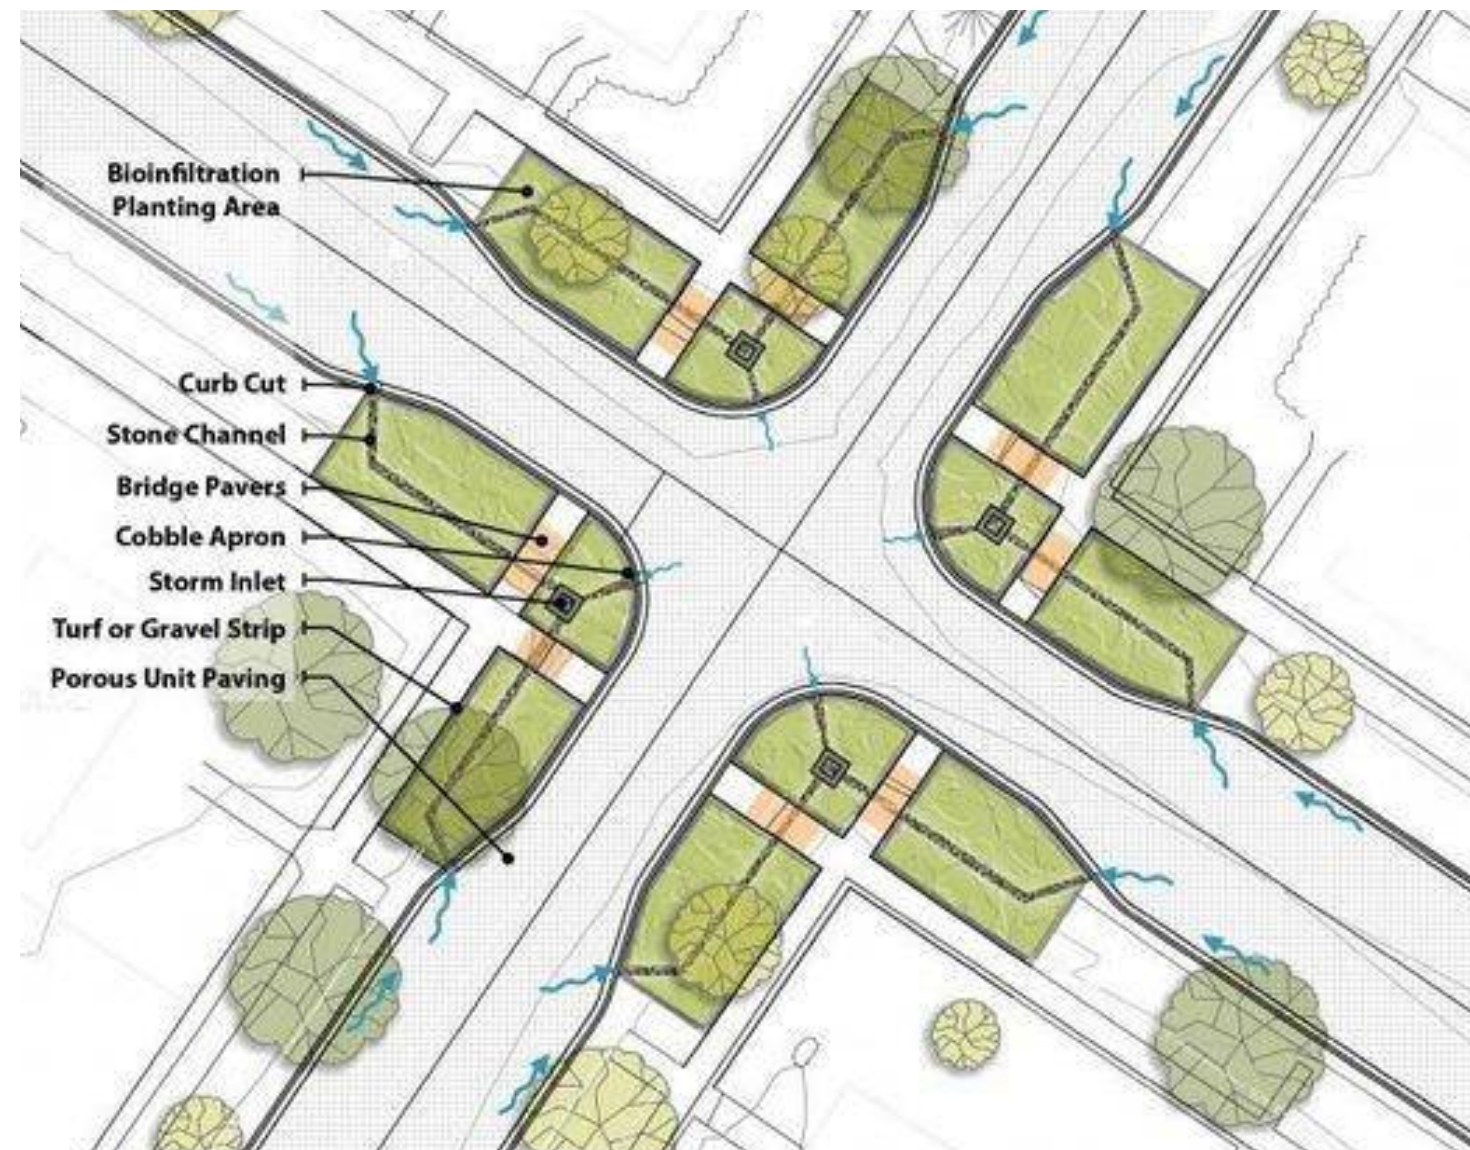 Bioinfiltration
Planting Area
Curb Cut
Stone Channel
Bridge Pavers
Cobble Apron
Storm Inlet
Turf or Gravel Strip
Porous Unit Paving